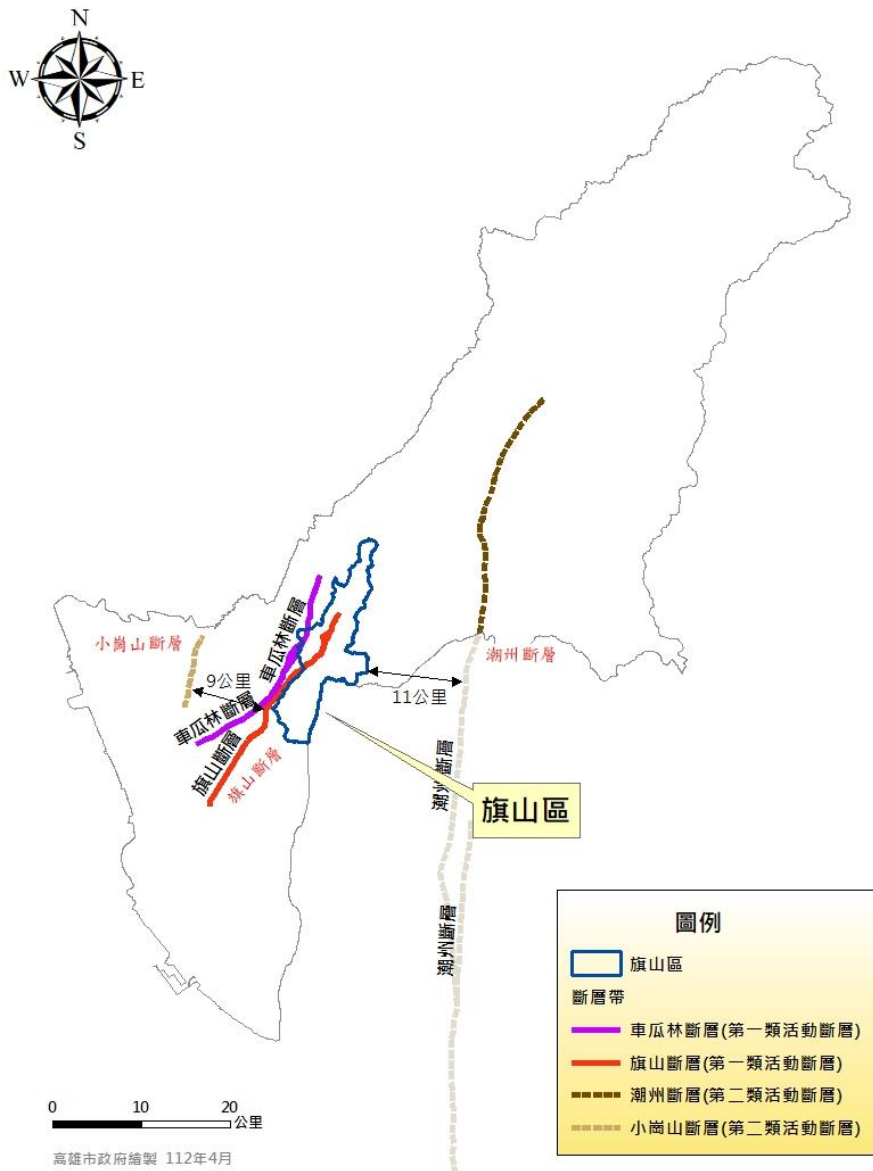 N
W
E
S
車瓜林斷層
小崗山斷層
潮州斷層
9公里
11公里
車瓜林斷層
旗山斷層
旗山斷層
潮州斷層
旗山區
潮州斷層
圖例
旗山區
斷層帶
車瓜林斷層(第一類活動斷層)
旗山斷層(第一類活動斷層)
潮州斷層(第二類活動斷層)
小崗山斷層(第二類活動斷層)
0 10 20
公里
高雄市政府繪製 112年4月